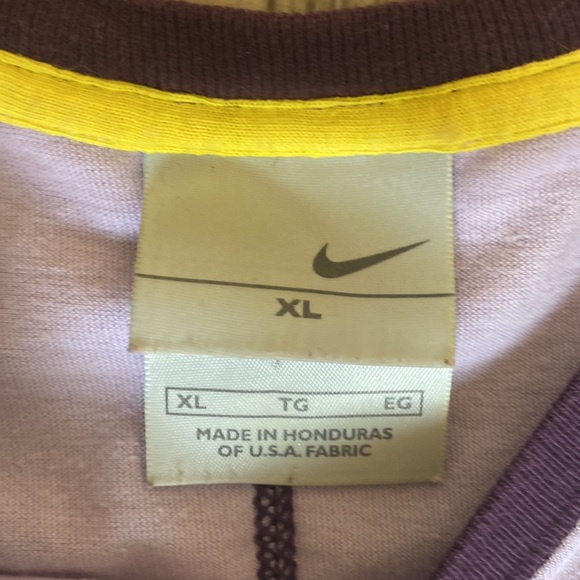 XL
XL TG EG
MADE IN HONDURAS
OF U.S.A. FABRIC